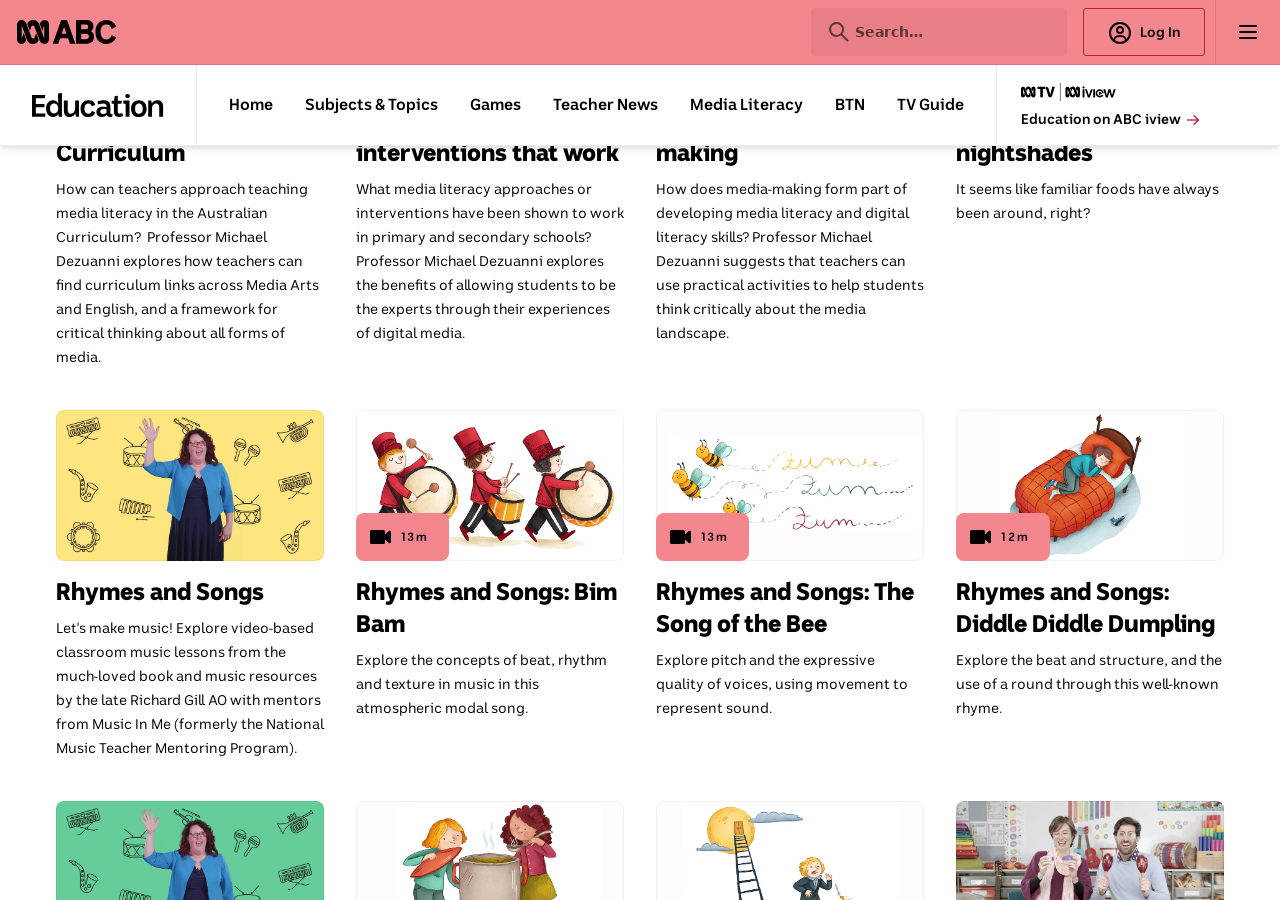 ABC
Search...
Log In
Education
Home
Subjects & Topics
Games
Teacher News
Media Literacy
BTN
TV Guide
TV
iview
Education on ABC iview
Curriculum
How can teachers approach teaching
media literacy in the Australian
Curriculum?  Professor Michael
Dezuanni explores how teachers can
find curriculum links across Media Arts
and English, and a framework for
critical thinking about all forms of
media.
interventions that work
What media literacy approaches or
interventions have been shown to work
in primary and secondary schools?
Professor Michael Dezuanni explores
the benefits of allowing students to be
the experts through their experiences
of digital media.
making
How does media-making form part of
developing media literacy and digital
literacy skills? Professor Michael
Dezuanni suggests that teachers can
use practical activities to help students
think critically about the media
landscape.
nightshades
It seems like familiar foods have always
been around, right?
Rhymes and Songs
Let's make music! Explore video-based
classroom music lessons from the
much-loved book and music resources
by the late Richard Gill AO with mentors
from Music In Me (formerly the National
Music Teacher Mentoring Program).
13m
Rhymes and Songs: Bim
Bam
Explore the concepts of beat, rhythm
and texture in music in this
atmospheric modal song.
zum
zum
zum
13m
Rhymes and Songs: The
Song of the Bee
Explore pitch and the expressive
quality of voices, using movement to
represent sound.
12m
Rhymes and Songs:
Diddle Diddle Dumpling
Explore the beat and structure, and the
use of a round through this well-known
rhyme.